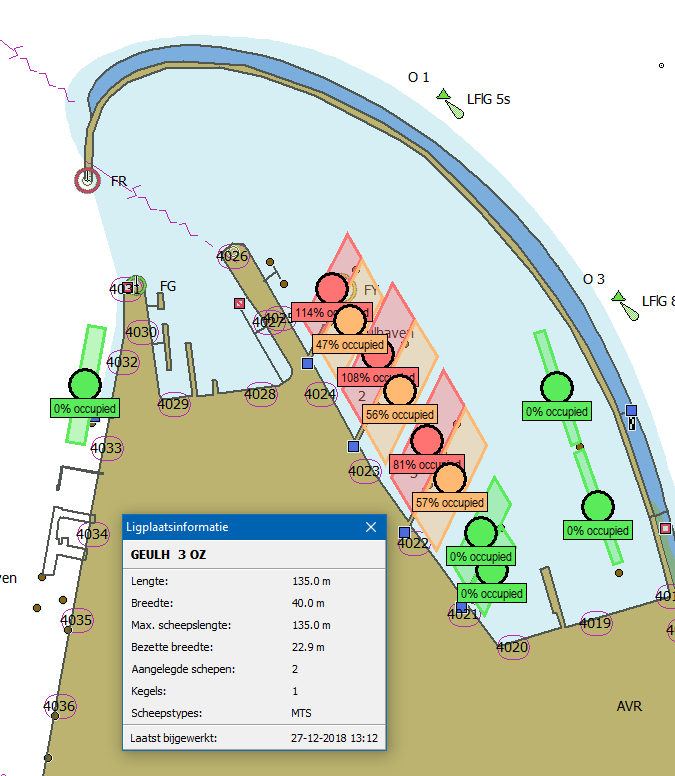 O 1
LFlG 5s
FR
4026
O 3
FG
4031
FY
LFlG 8
114% occupied
4025
4027
47% occupied
4030
4032
108% occupied
0% occupied
4029
4028
4024
2
56% occupied
0% occupied
4033
81% occupied
4023
57% occupied
0% occupied
4034
4022
0% occupied
ven
0% occupied
4021
4035
4019
4020
4036
AVR
Ligplaatsinformatie
GEULH 3 OZ
Lengte: 135.0 m
Breedte: 40.0 m
Max. scheepslengte: 135.0 m
Bezette breedte: 22.9 m
Aangelegde schepen: 2
Kegels: 1
Scheepstypes: MTS
Laatst bijgewerkt: 27-12-2018 13:12